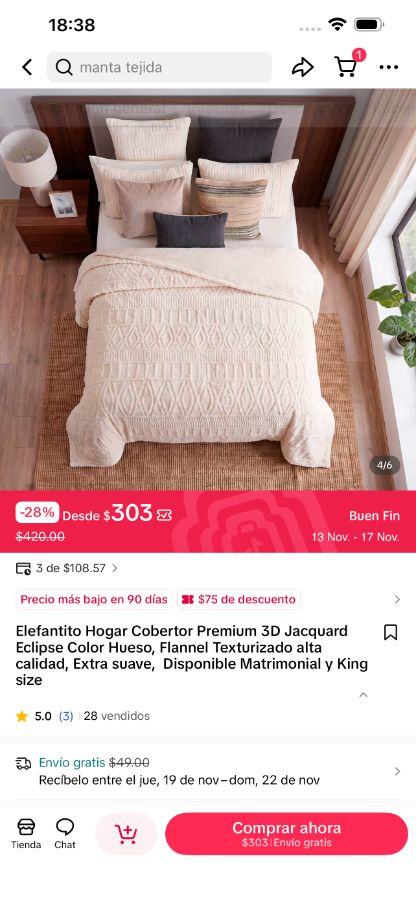 18:38
manta tejida
1
4/6
-28% Desde $303
Buen Fin
$420.00
13 Nov. - 17 Nov.
3 de $108.57
Precio más bajo en 90 días
$75 de descuento
Elefantito Hogar Cobertor Premium 3D Jacquard
Eclipse Color Hueso, Flannel Texturizado alta
calidad, Extra suave, Disponible Matrimonial y King
size
5.0 (3) 28 vendidos
Envío gratis $49.00
Recíbelo entre el jue, 19 de nov–dom, 22 de nov
Tienda
Chat
Comprar ahora
$303 | Envío gratis